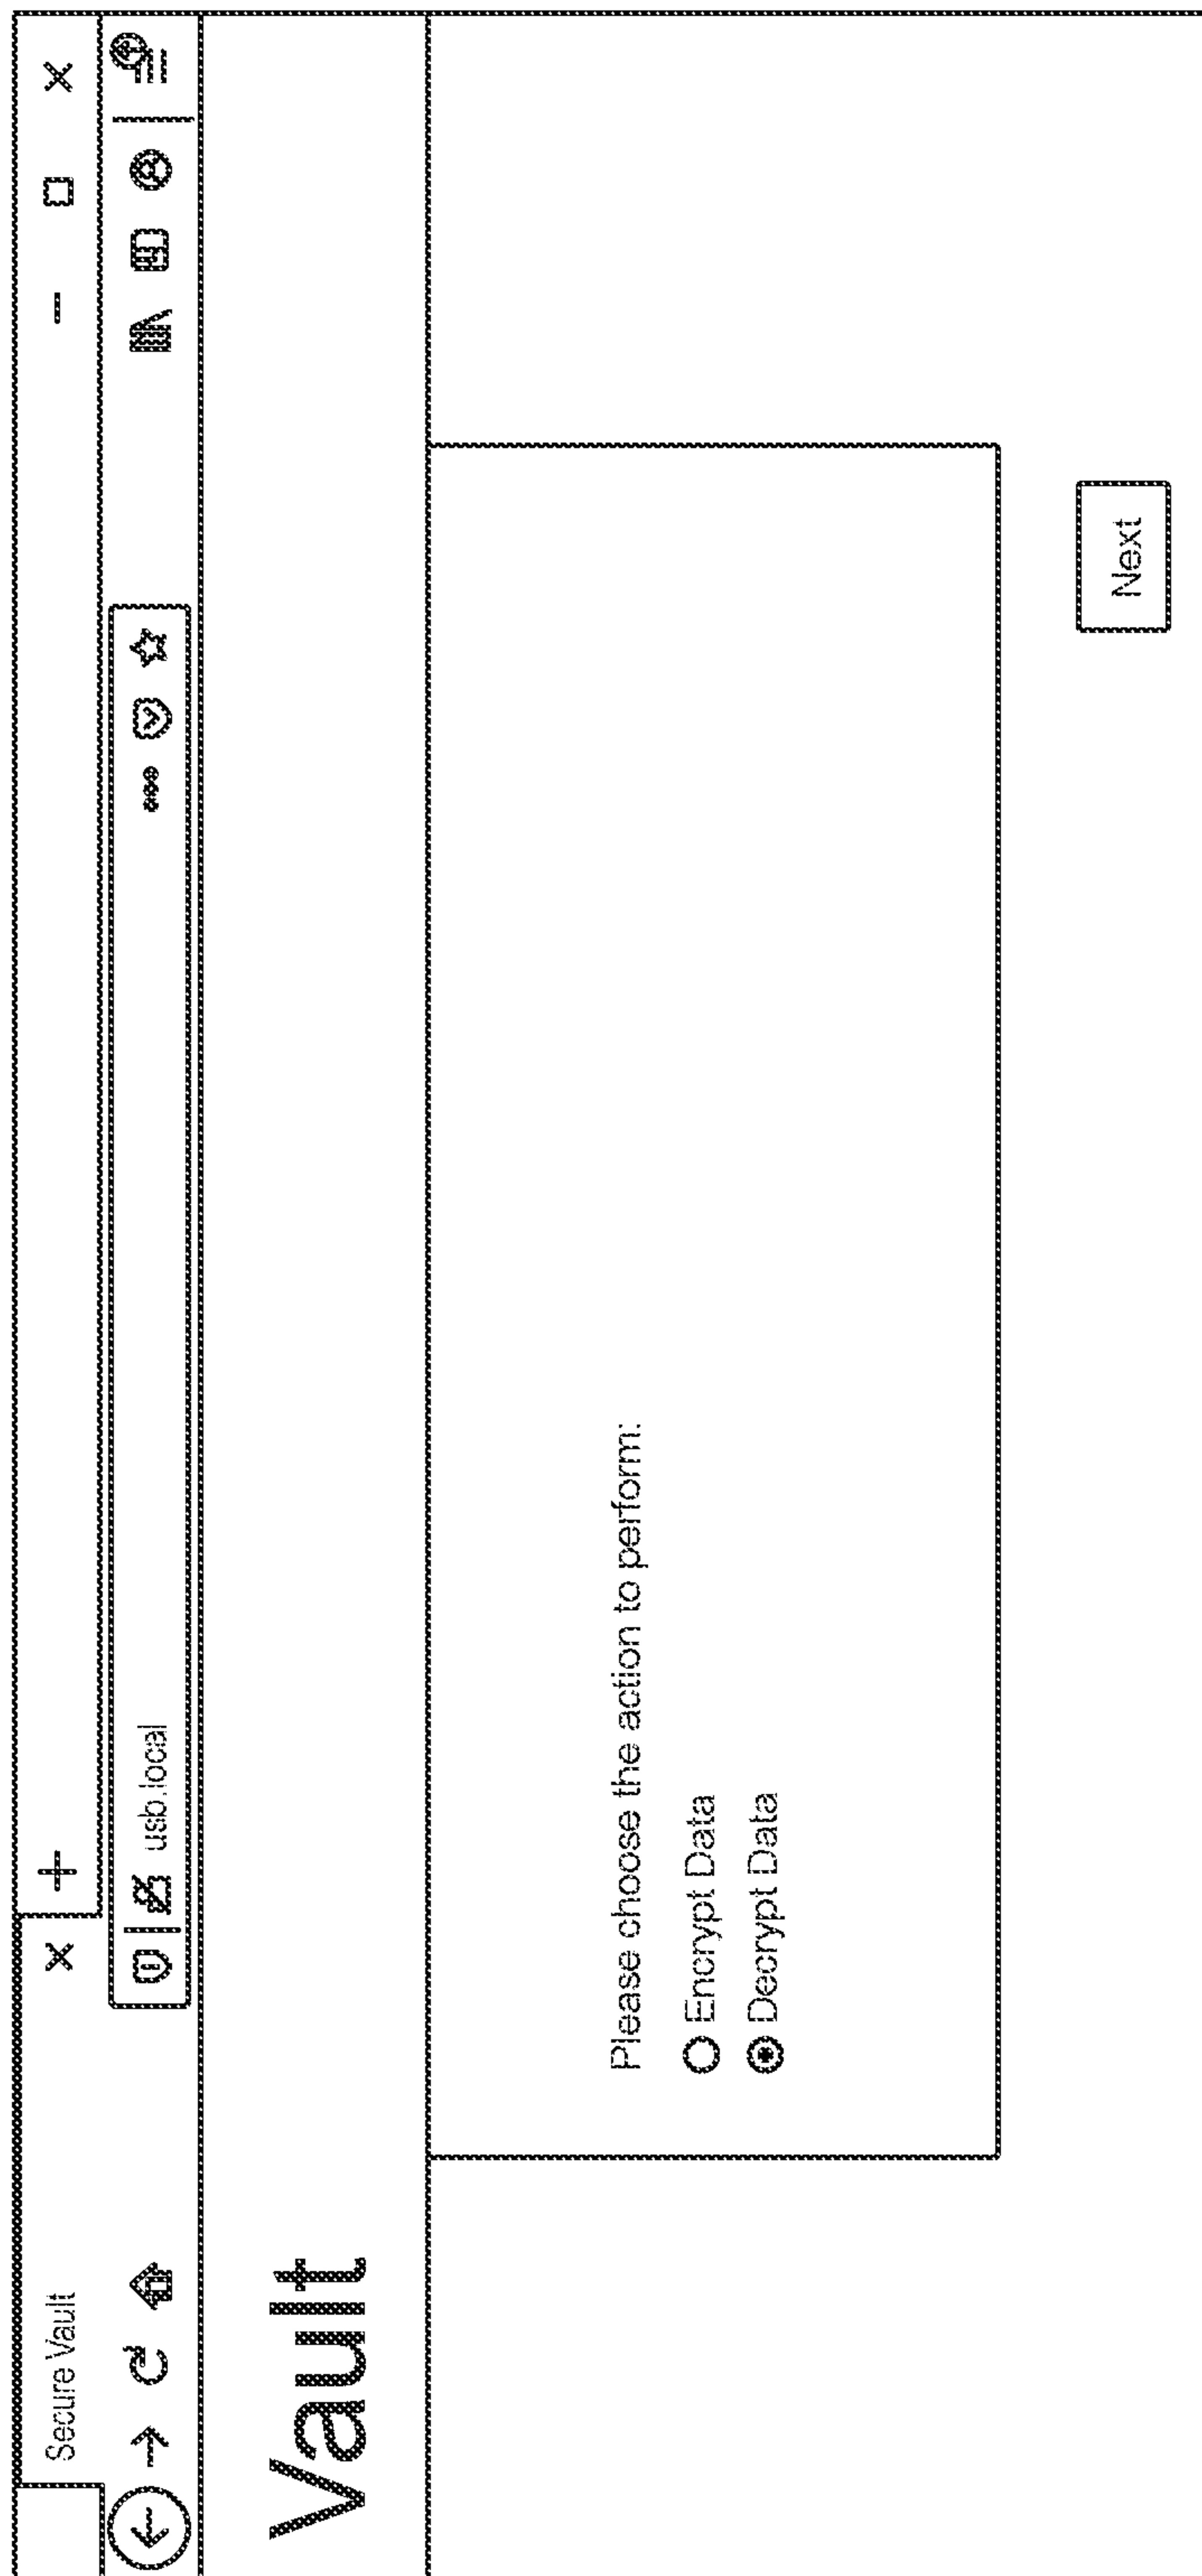 Secure Vault
usb.local
Vault
Please choose the action to perform:
Encrypt Data
Decrypt Data
Next